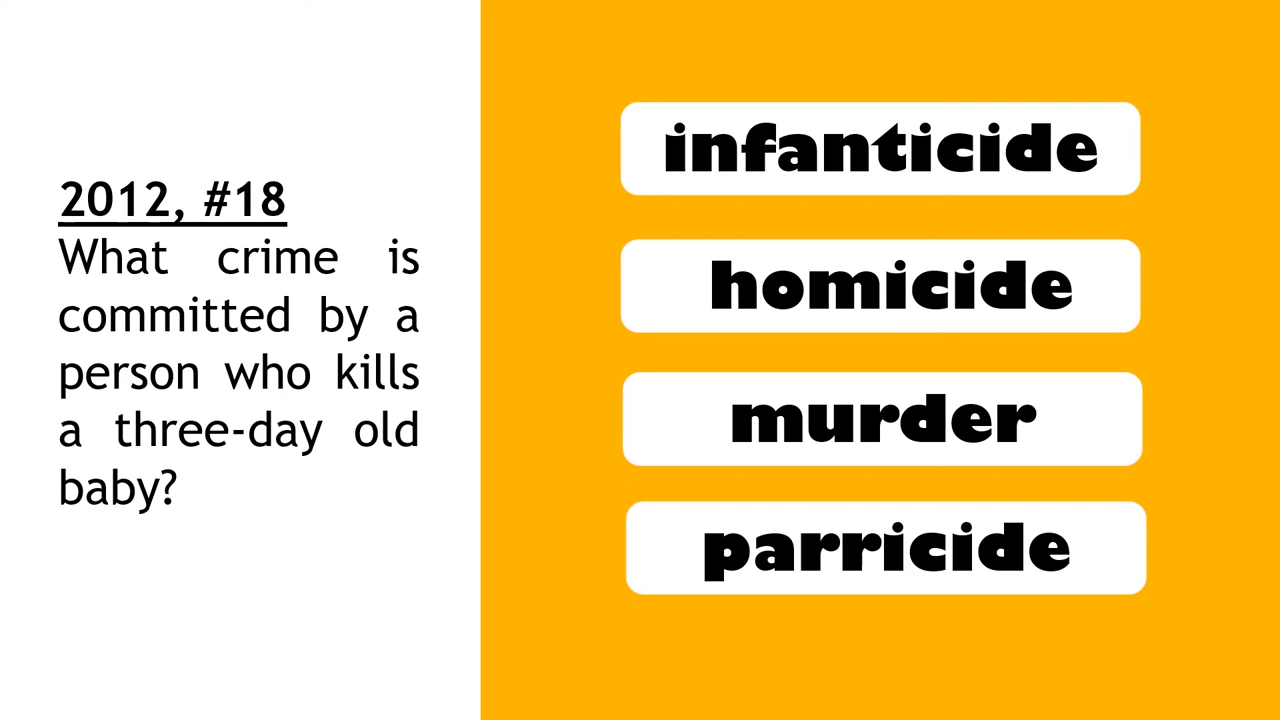 2012, #18
What crime is
committed by a
person who kills
a three-day old
baby?
infanticide
homicide
murder
parricide